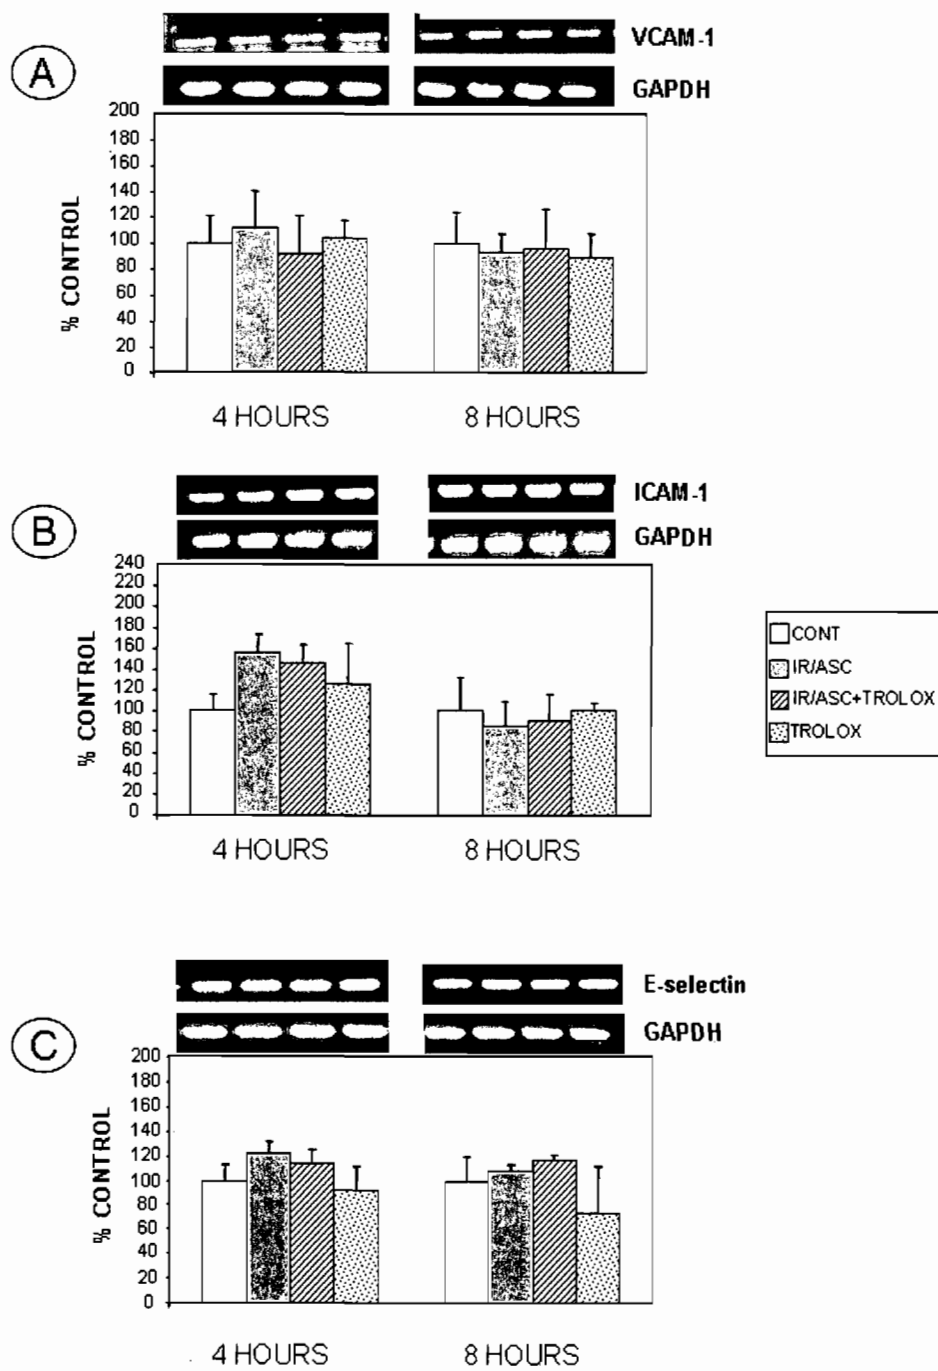 A
VCAM-1
GAPDH
% CONTROL
200
180
160
140
120
100
80
60
40
20
0
4 HOURS
8 HOURS
B
ICAM-1
GAPDH
% CONTROL
240
220
200
180
160
140
120
100
80
60
40
20
0
4 HOURS
8 HOURS
CONT
IR/ASC
IR/ASC+TROLOX
TROLOX
C
E-selectin
GAPDH
% CONTROL
200
180
160
140
120
100
80
60
40
20
0
4 HOURS
8 HOURS